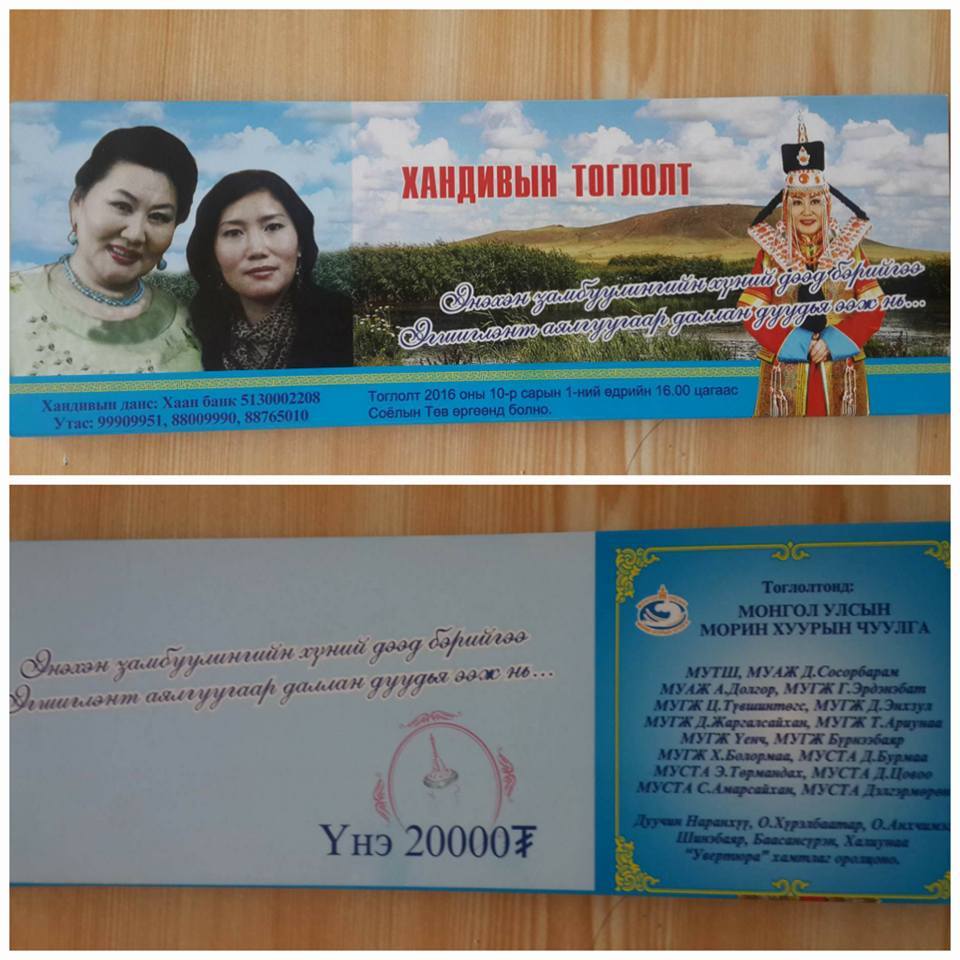 ХАНДИВЫН ТОГЛОЛТ
Энэхэн замбуулингийн хүний дээд бэрийгээ
Эгшиглэнт аялгуугаар даллан дуудъя ээж нь...
Хандивын данс: Хаан банк 5130002208
Утас: 99909951, 88009990, 88765010
Тоглолт 2016 оны 10-р сарын 1-ний өдрийн 16.00 цагаас
Соёлын Төв өргөөнд болно.
Энэхэн замбуулингийн хүний дээд бэрийгээ
Эгшиглэнт аялгуугаар даллан дуудъя ээж нь...
Үнэ 20000₮
Тоглолтонд:
МОНГОЛ УЛСЫН
МОРИН ХУУРЫН ЧУУЛГА
МУТШ, МУАЖ Д.Сосорбарам
МУАЖ А.Долгор, МУГЖ Г.Эрдэнэбат
МУГЖ Ц.Түвшинтөгс, МУГЖ Д.Энхзул
МУГЖ Д.Жаргалсайхан, МУГЖ Т.Ариунаа
МУГЖ Үенч, МУГЖ Бүрнээбаяр
МУГЖ Х.Болормаа, МУСТА Д.Бурмаа
МУСТА Э.Төрмандах, МУСТА Д.Цовоо
МУСТА С.Амарсайхан, МУСТА Дэлгэрмөрөн
Дуучин Наранхүү, О.Хүрэлбаатар,
Шинэбаяр, Баасансүрэн, Халиунаа
"Увертюра" хамтлаг оролцоно.